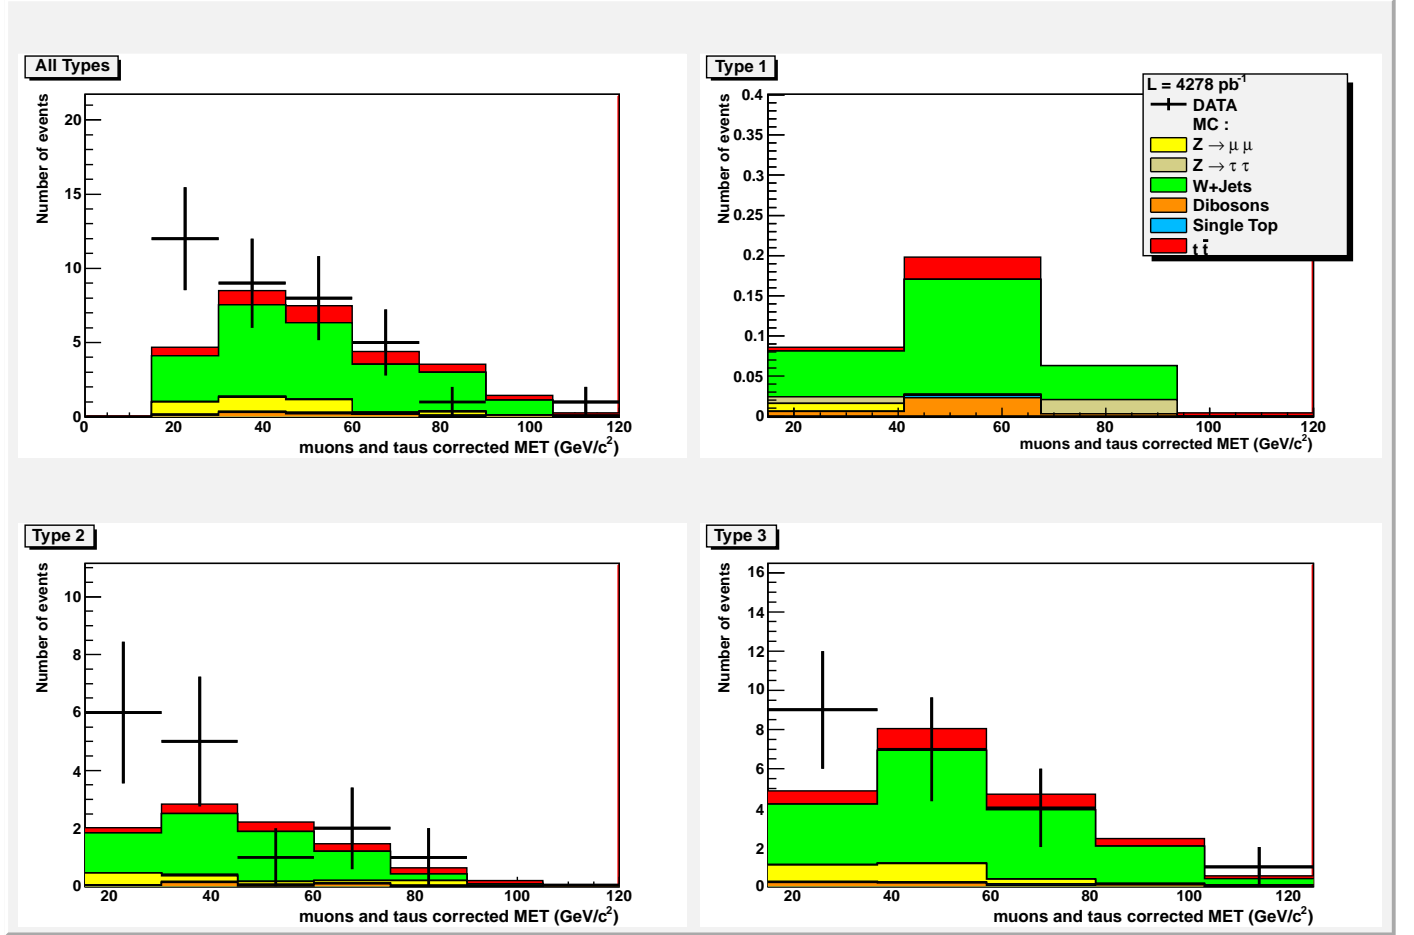 All Types
Number of events
20
15
10
5
0
0 20 40 60 80 100 120
muons and taus corrected MET (GeV/c²)
Type 1
Number of events
0.4
0.35
0.3
0.25
0.2
0.15
0.1
0.05
0
20 40 60 80 100 120
muons and taus corrected MET (GeV/c²)
L = 4278 pb⁻¹
DATA
MC :
Z → μ μ
Z → τ τ
W+Jets
Dibosons
Single Top
t t̄
Type 2
Number of events
10
8
6
4
2
0
20 40 60 80 100 120
muons and taus corrected MET (GeV/c²)
Type 3
Number of events
16
14
12
10
8
6
4
2
0
20 40 60 80 100 120
muons and taus corrected MET (GeV/c²)